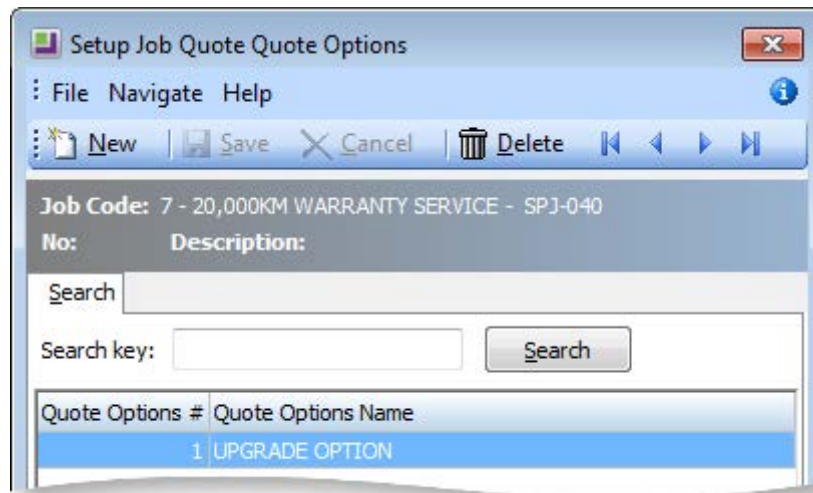 Setup Job Quote Quote Options
File Navigate Help
New Save Cancel Delete
Job Code: 7 - 20,000KM WARRANTY SERVICE - SPJ-040
No: Description:
Search
Search key: Search
Quote Options # Quote Options Name
1 UPGRADE OPTION